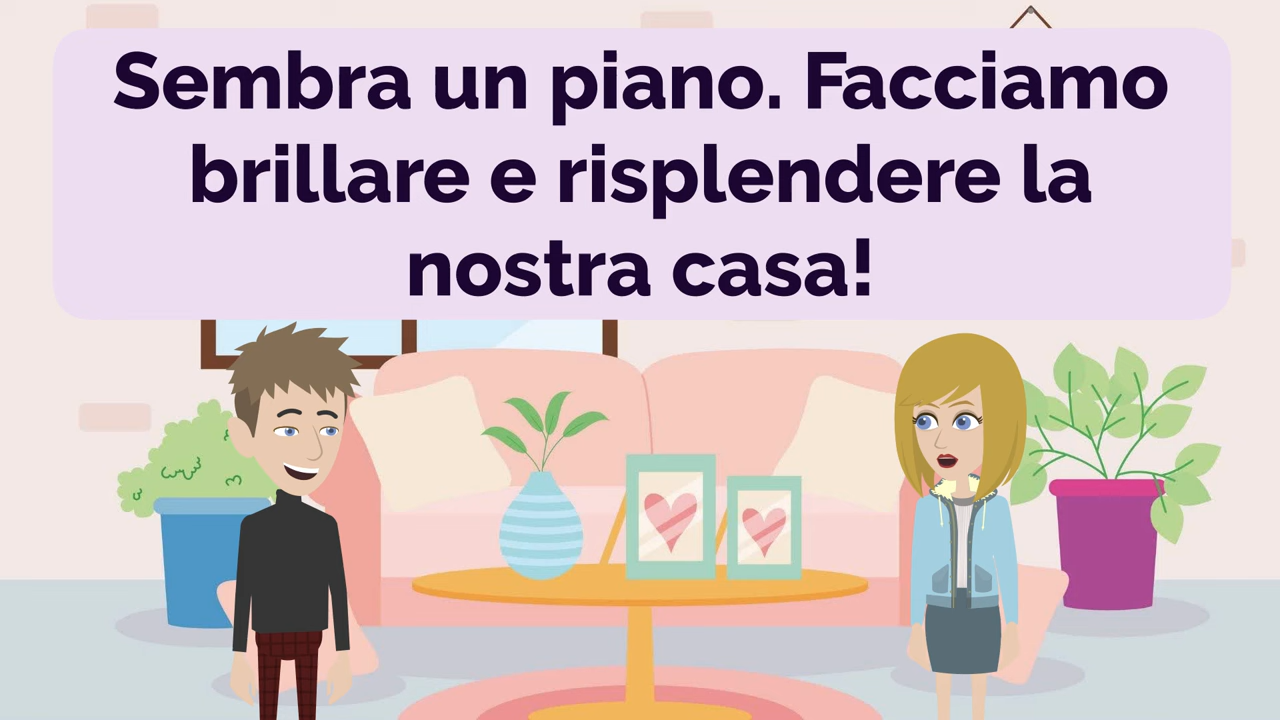 Sembra un piano. Facciamo
brillare e risplendere la
nostra casa!